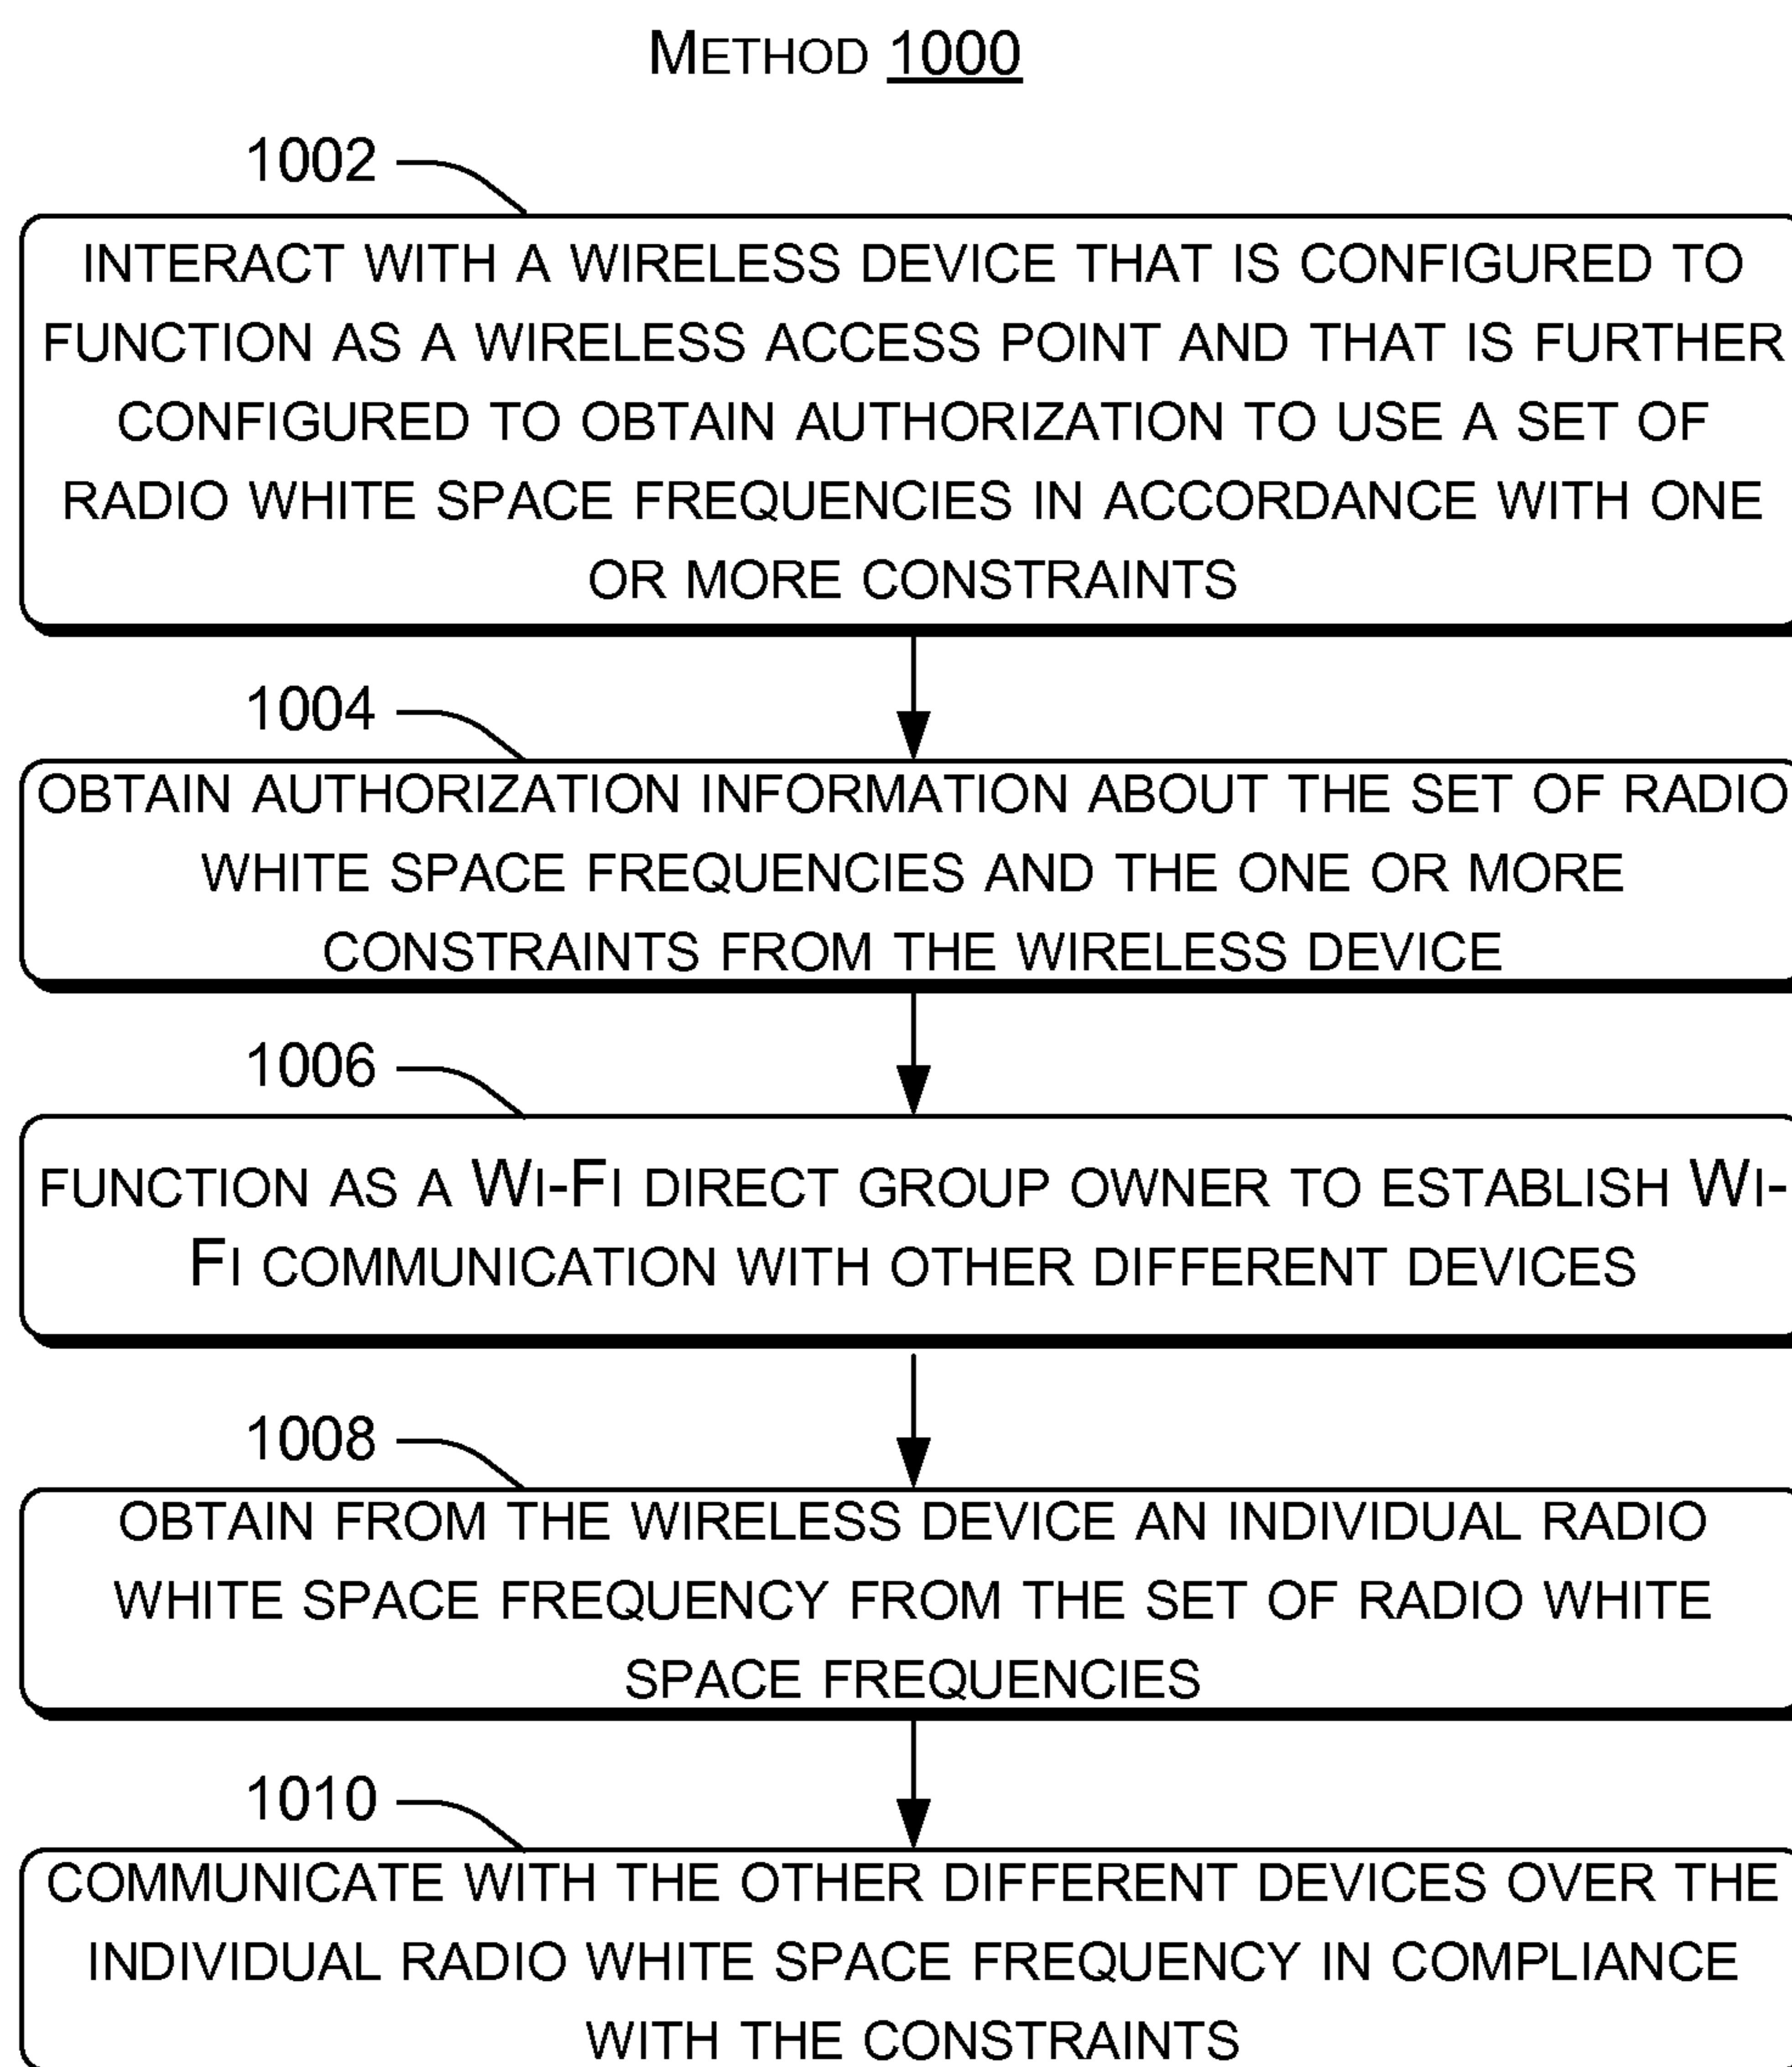 METHOD 1000
1002
INTERACT WITH A WIRELESS DEVICE THAT IS CONFIGURED TO
FUNCTION AS A WIRELESS ACCESS POINT AND THAT IS FURTHER
CONFIGURED TO OBTAIN AUTHORIZATION TO USE A SET OF
RADIO WHITE SPACE FREQUENCIES IN ACCORDANCE WITH ONE
OR MORE CONSTRAINTS
1004
OBTAIN AUTHORIZATION INFORMATION ABOUT THE SET OF RADIO
WHITE SPACE FREQUENCIES AND THE ONE OR MORE
CONSTRAINTS FROM THE WIRELESS DEVICE
1006
FUNCTION AS A WI-FI DIRECT GROUP OWNER TO ESTABLISH WI-
FI COMMUNICATION WITH OTHER DIFFERENT DEVICES
1008
OBTAIN FROM THE WIRELESS DEVICE AN INDIVIDUAL RADIO
WHITE SPACE FREQUENCY FROM THE SET OF RADIO WHITE
SPACE FREQUENCIES
1010
COMMUNICATE WITH THE OTHER DIFFERENT DEVICES OVER THE
INDIVIDUAL RADIO WHITE SPACE FREQUENCY IN COMPLIANCE
WITH THE CONSTRAINTS